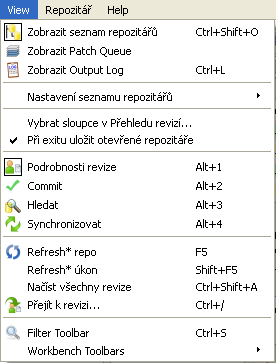 View Repozitář Help
Zobrazit seznam repozitářů Ctrl+Shift+O
Zobrazit Patch Queue
Zobrazit Output Log Ctrl+L
Nastavení seznamu repozitářů
Vybrat sloupce v Přehledu revizí...
Při exitu uložit otevřené repozitáře
Podrobnosti revize Alt+1
Commit Alt+2
Hledat Alt+3
Synchronizovat Alt+4
Refresh* repo F5
Refresh* úkon Shift+F5
Načíst všechny revize Ctrl+Shift+A
Přejít k revizi... Ctrl+/
Filter Toolbar Ctrl+S
Workbench Toolbars